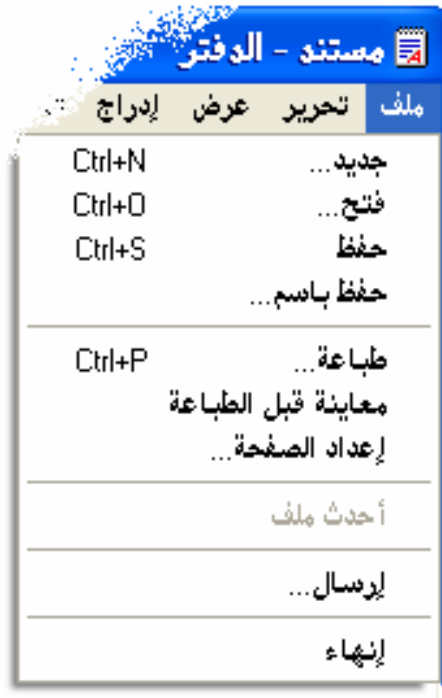 مستند - الدفتر
ملف تحرير عرض إدراج
جديد... Ctrl+N
فتح... Ctrl+O
حفظ Ctrl+S
حفظ باسم...
طباعة... Ctrl+P
معاينة قبل الطباعة
إعداد الصفحة...
أحدث ملف
إرسال...
إنهاء